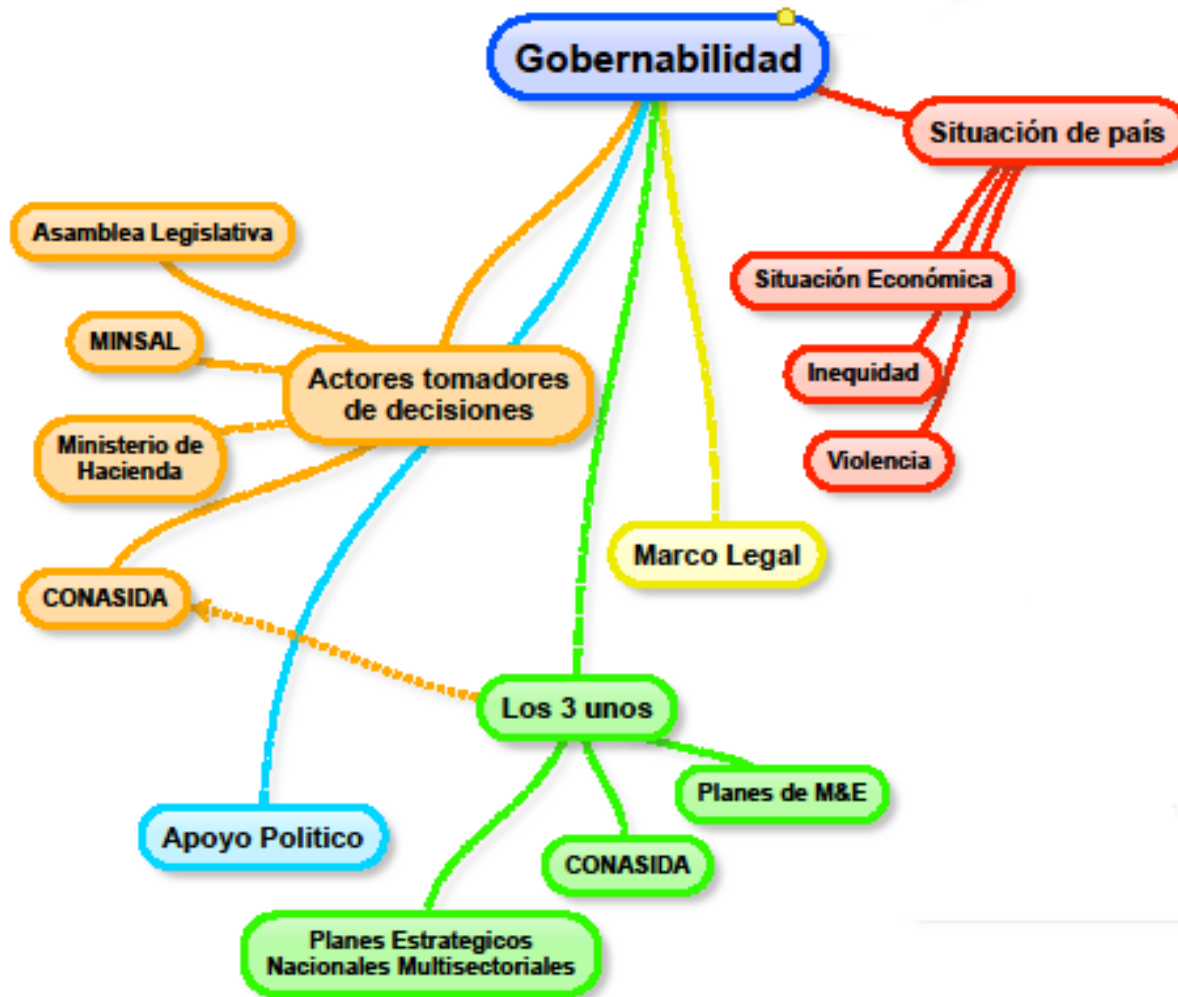 Gobernabilidad
Situación de país
Asamblea Legislativa
Situación Económica
MINSAL
Inequidad
Actores tomadores
de decisiones
Ministerio de
Hacienda
Violencia
Marco Legal
CONASIDA
Los 3 unos
Planes de M&E
Apoyo Politico
CONASIDA
Planes Estrategicos
Nacionales Multisectoriales